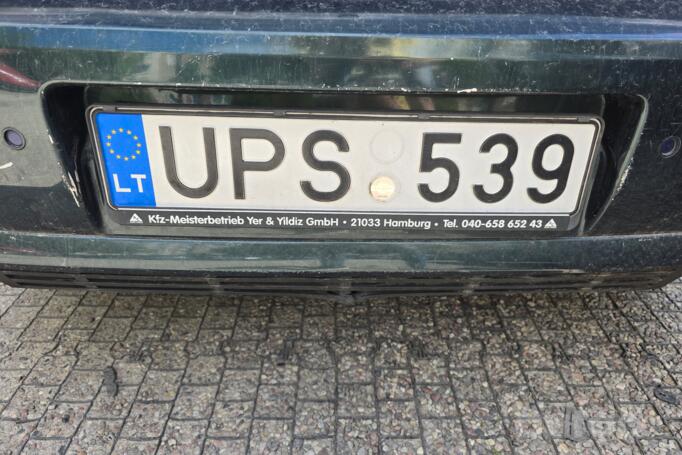 LT UPS 539
Kfz-Meisterbetrieb Yer & Yildiz GmbH · 21033 Hamburg · Tel. 040-658 652 43